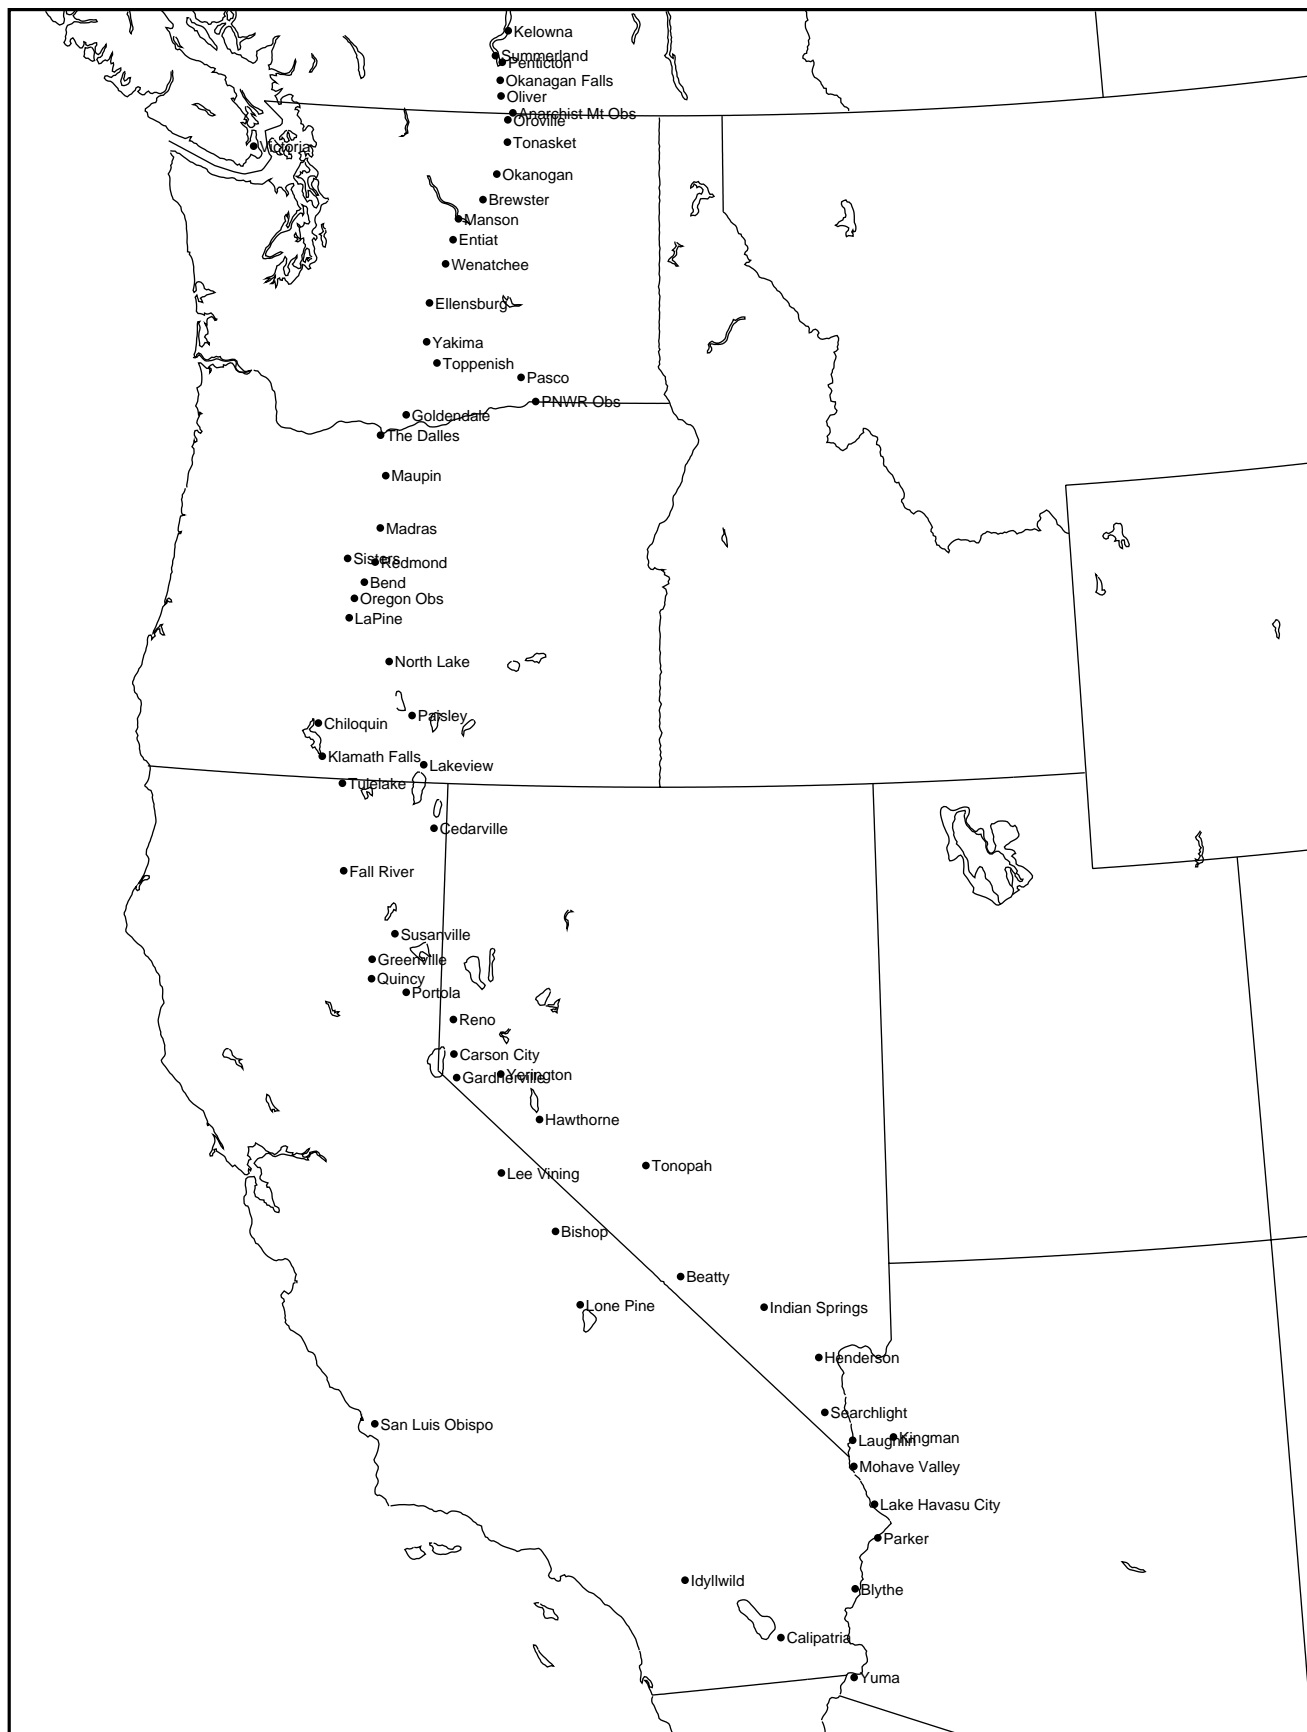 Kelowna
Summerland
Penticton
Okanagan Falls
Oliver
Anarchist Mt Obs
Oroville
Tonasket
Victoria
Okanogan
Brewster
Manson
Entiat
Wenatchee
Ellensburg
Yakima
Toppenish
Pasco
PNWR Obs
Goldendale
The Dalles
Maupin
Madras
Sisters
Redmond
Bend
Oregon Obs
LaPine
North Lake
Paisley
Chiloquin
Klamath Falls
Lakeview
Tulelake
Cedarville
Fall River
Susanville
Greenville
Quincy
Portola
Reno
Carson City
Yerington
Gardnerville
Hawthorne
Tonopah
Lee Vining
Bishop
Beatty
Lone Pine
Indian Springs
Henderson
Searchlight
San Luis Obispo
Kingman
Laughlin
Mohave Valley
Lake Havasu City
Parker
Idyllwild
Blythe
Calipatria
Yuma